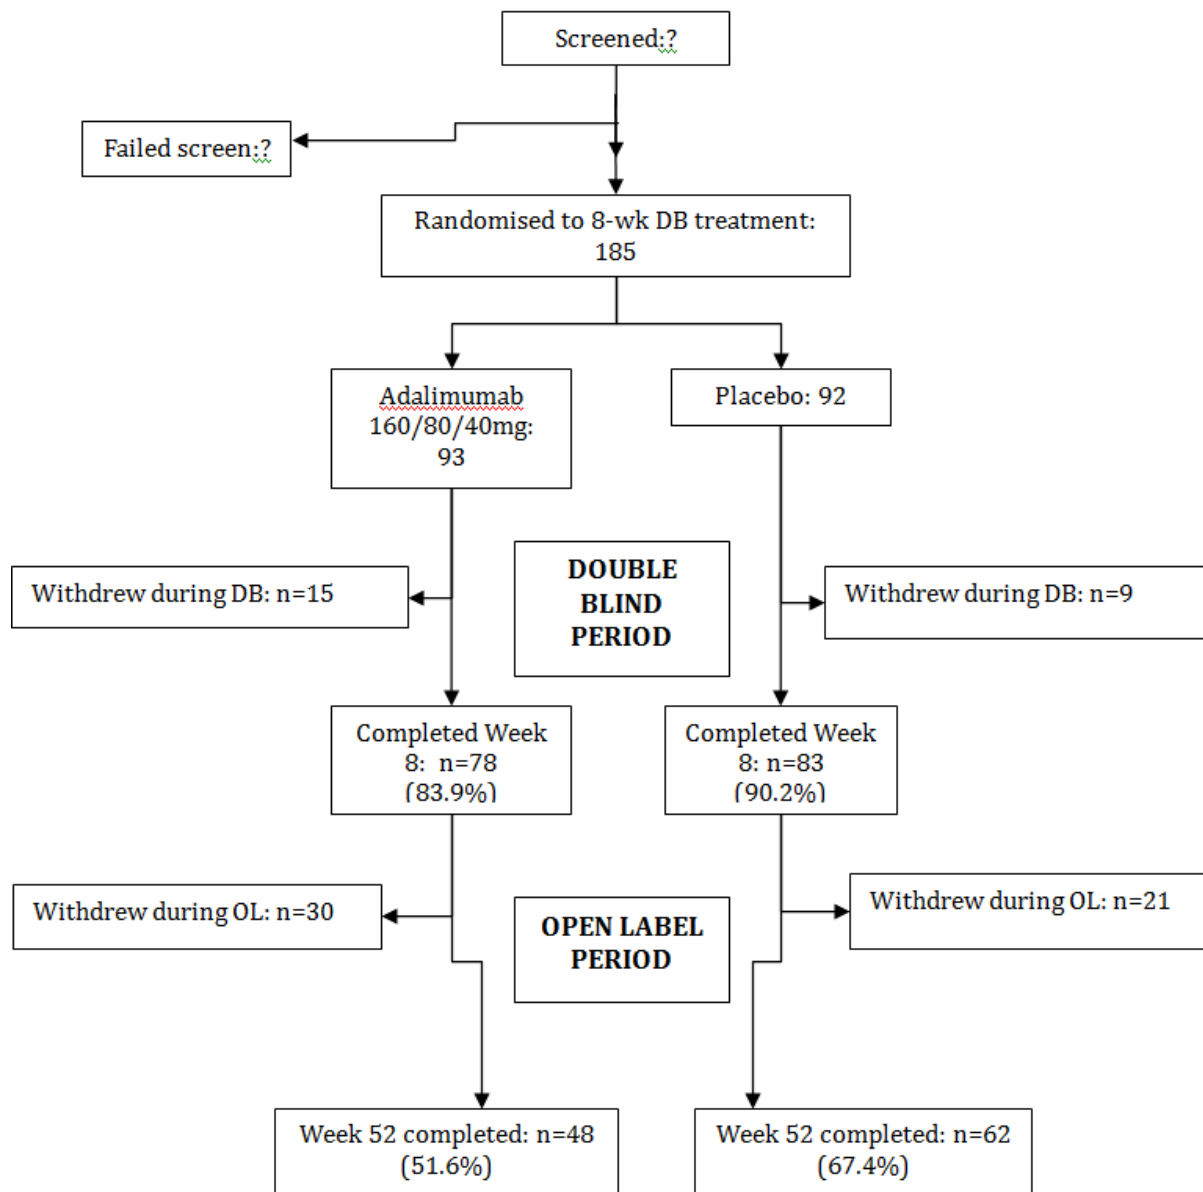 Screened:?
Failed screen:?
Randomised to 8-wk DB treatment:
185
Adalimumab
160/80/40mg:
93
Placebo: 92
DOUBLE
BLIND
PERIOD
Withdrew during DB: n=15
Withdrew during DB: n=9
Completed Week
8:  n=78
(83.9%)
Completed Week
8: n=83
(90.2%)
Withdrew during OL: n=30
OPEN LABEL
PERIOD
Withdrew during OL: n=21
Week 52 completed: n=48
(51.6%)
Week 52 completed: n=62
(67.4%)